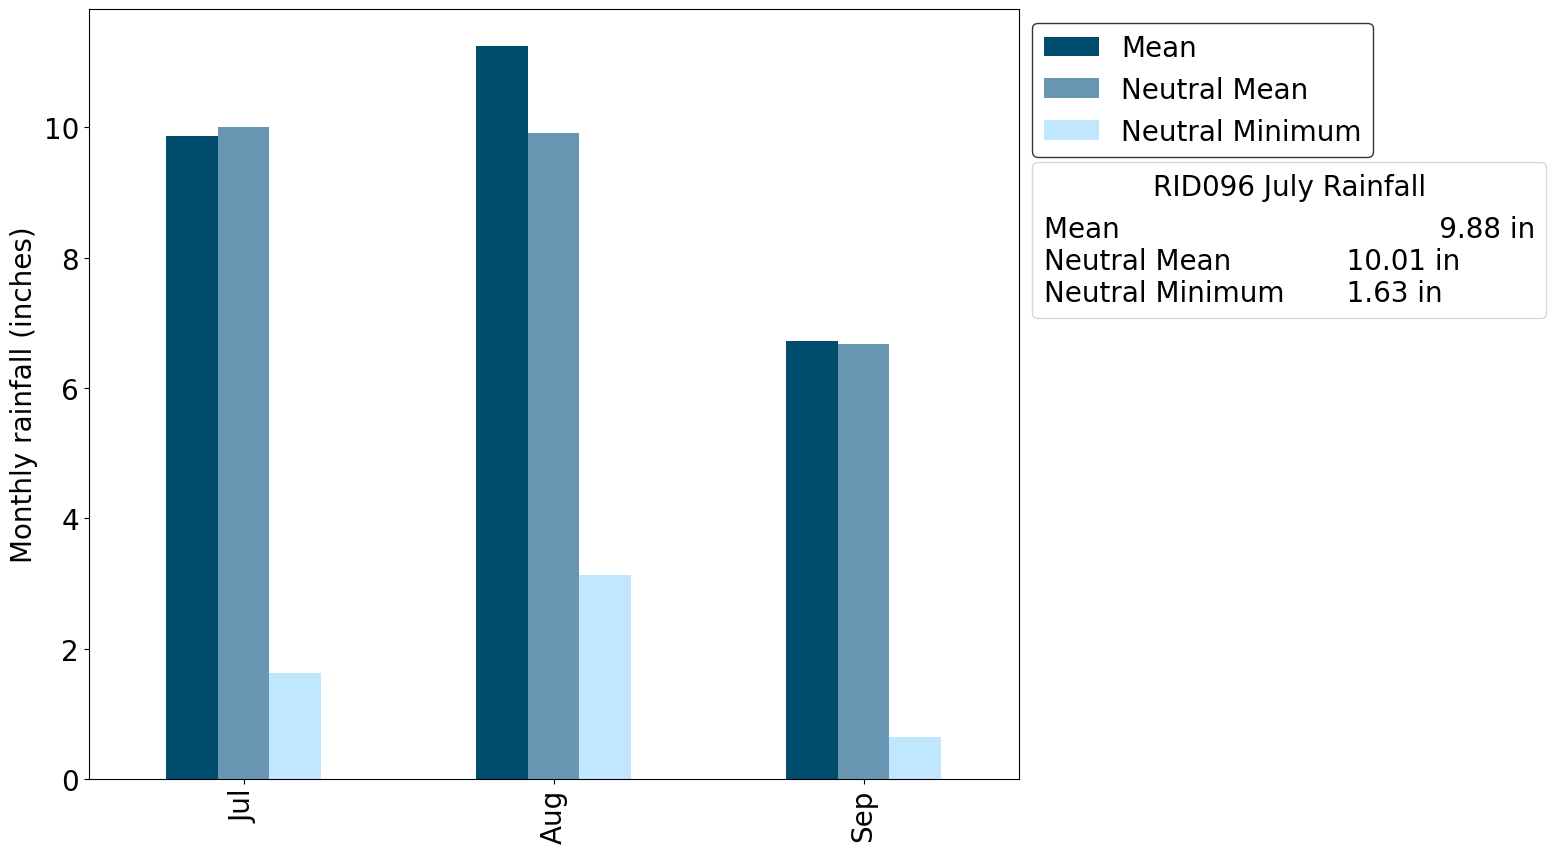 Monthly rainfall (inches)
10
8
6
4
2
0
Jul
Aug
Sep
Mean
Neutral Mean
Neutral Minimum
RID096 July Rainfall
Mean 9.88 in
Neutral Mean 10.01 in
Neutral Minimum 1.63 in